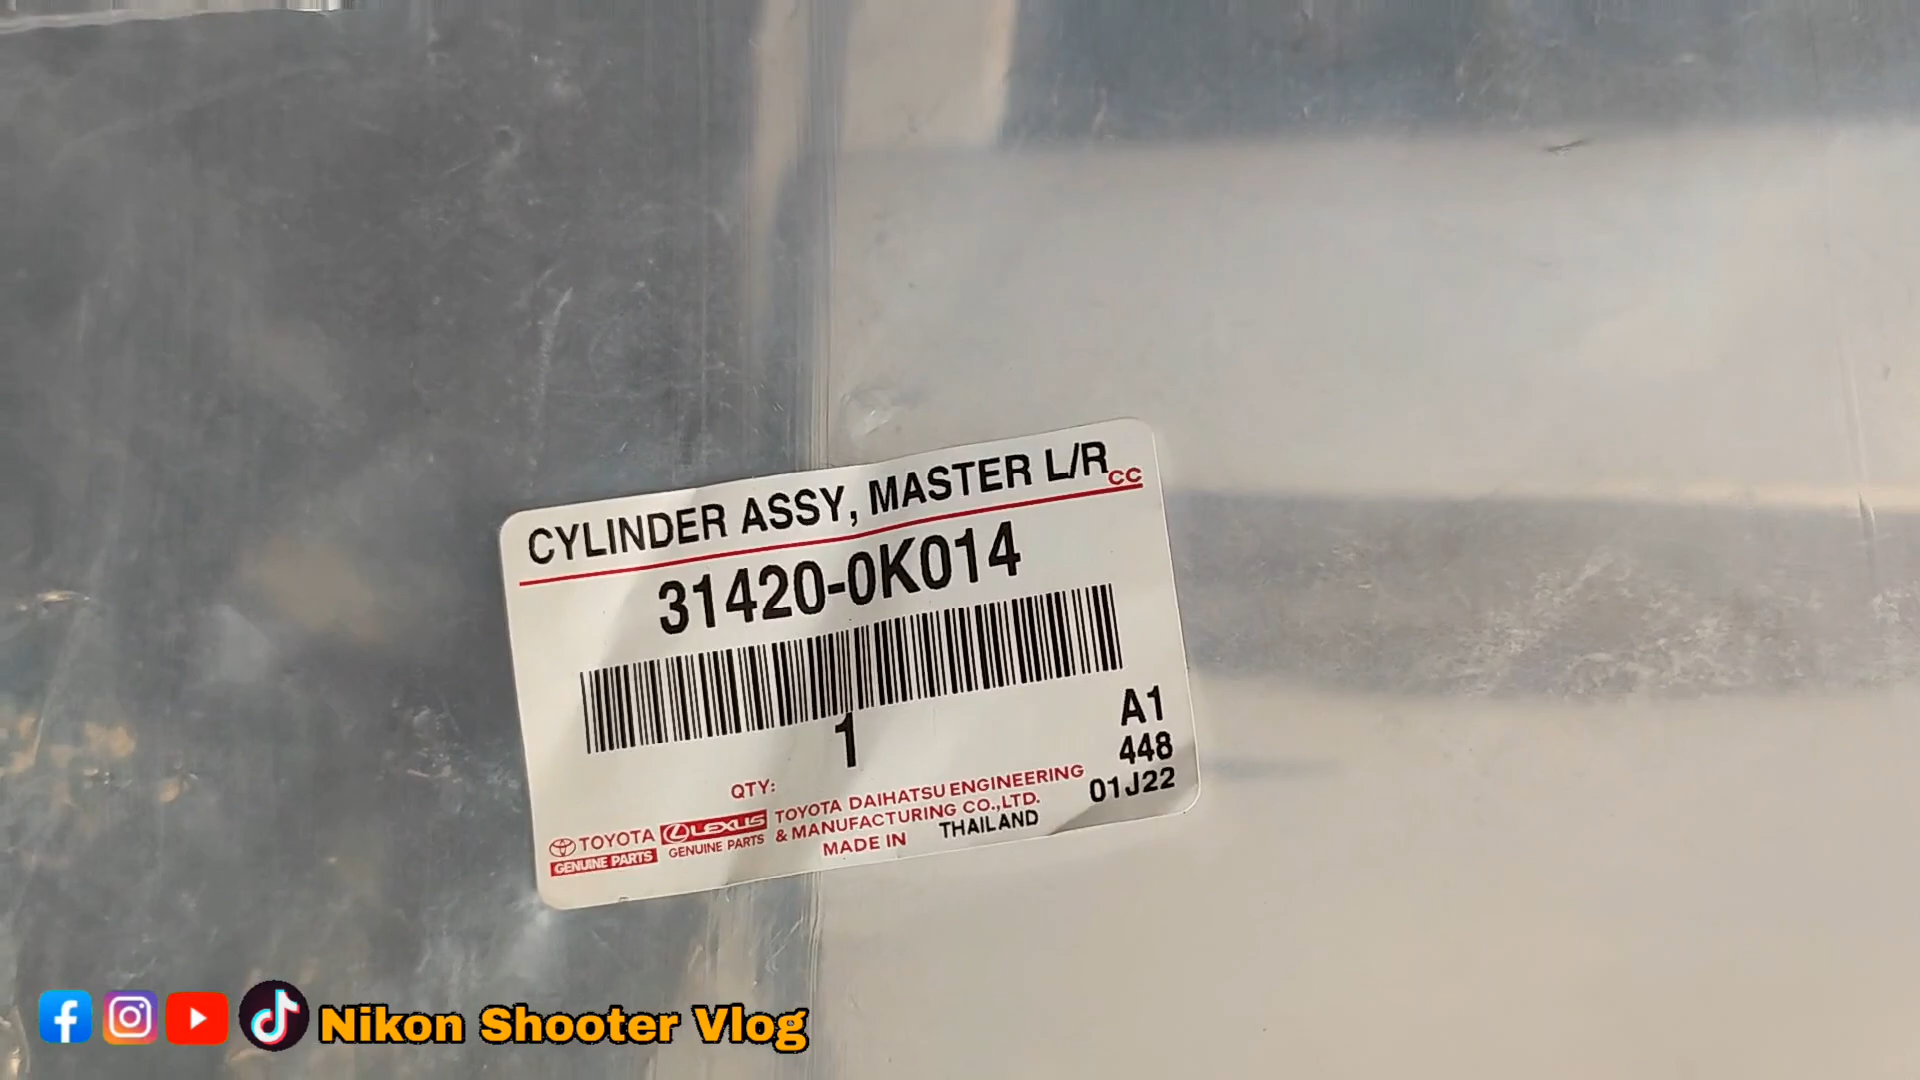 CYLINDER ASSY, MASTER L/R CC
31420-0K014
1
A1
448
01J22
QTY:
TOYOTA
GENUINE PARTS
LEXUS
GENUINE PARTS
TOYOTA DAIHATSU ENGINEERING
& MANUFACTURING CO.,LTD.
MADE IN THAILAND
Nikon Shooter Vlog